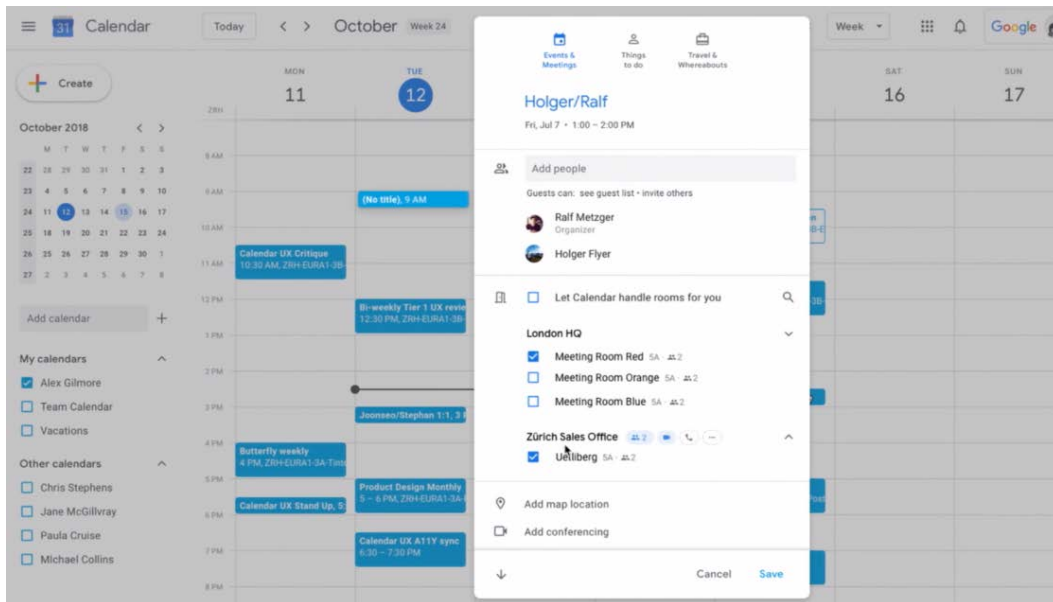 31 Calendar
Today
October Week 24
Week
Google
Create
October 2018
M T W T F S S
22 28 29 30 31 1 2 3
23 4 5 6 7 8 9 10
24 11 12 13 14 15 16 17
25 18 19 20 21 22 23 24
26 25 26 27 28 29 30 1
27 2 3 4 5 6 7 8
Add calendar
My calendars
Alex Gilmore
Team Calendar
Vacations
Other calendars
Chris Stephens
Jane McGillvray
Paula Cruise
Michael Collins
MON
11
TUE
12
SAT
16
SUN
17
ZRH
8 AM
9 AM
10 AM
11 AM
12 PM
1 PM
2 PM
3 PM
4 PM
5 PM
6 PM
7 PM
8 PM
Calendar UX Critique
10:30 AM, ZRH-EURA1-3B-
Butterfly weekly
4 PM, ZRH-EURA1-3A-Tinto
Calendar UX Stand Up, 5:
(No title), 9 AM
Bi-weekly Tier 1 UX revie
12:30 PM, ZRH-EURA1-3B-
Joonseo/Stephan 1:1, 3 P
Product Design Monthly
5 – 6 PM, ZRH-EURA1-3A-
Calendar UX A11Y sync
6:30 – 7:30 PM
Events &
Meetings
Things
to do
Travel &
Whereabouts
Holger/Ralf
Fri, Jul 7 • 1:00 – 2:00 PM
Add people
Guests can: see guest list • invite others
Ralf Metzger
Organizer
Holger Flyer
Let Calendar handle rooms for you
London HQ
Meeting Room Red 5A · 2
Meeting Room Orange 5A · 2
Meeting Room Blue 5A · 2
Zürich Sales Office 2
Uetliberg 5A · 2
Add map location
Add conferencing
Cancel
Save